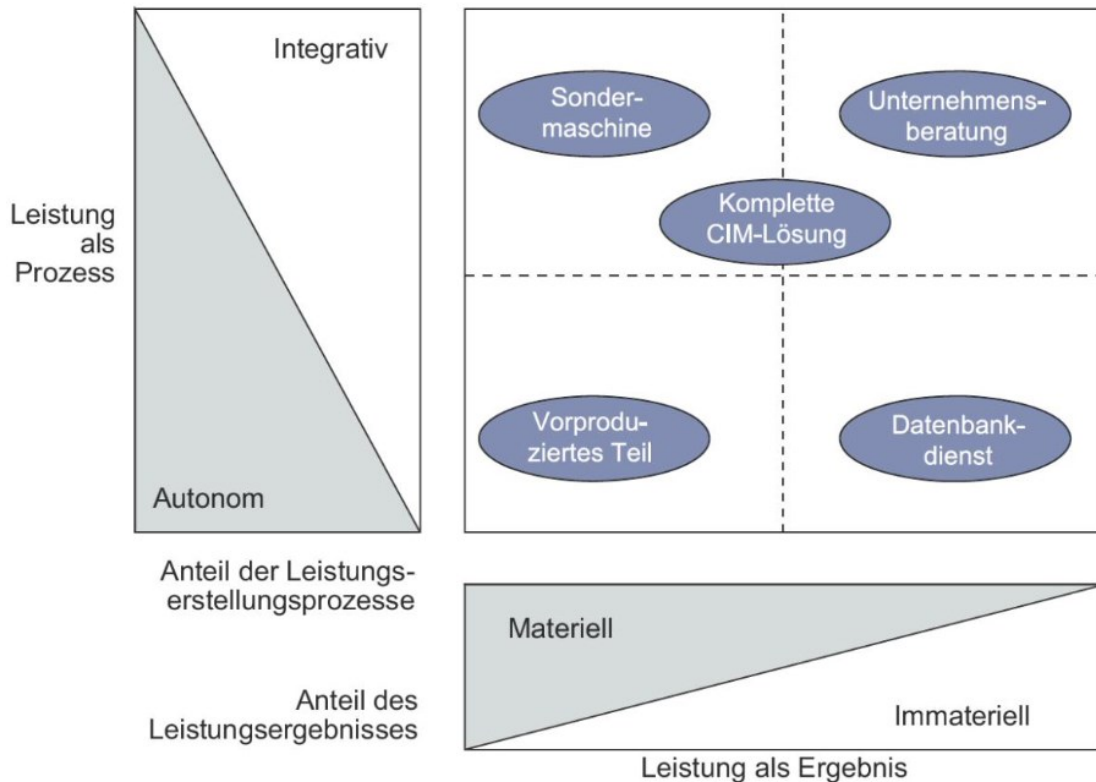 Integrativ
Leistung
als
Prozess
Autonom
Anteil der Leistungs-
erstellungsprozesse
Sonder-
maschine
Unternehmens-
beratung
Komplette
CIM-Lösung
Vorprodu-
ziertes Teil
Datenbank-
dienst
Materiell
Anteil des
Leistungsergebnisses
Immateriell
Leistung als Ergebnis